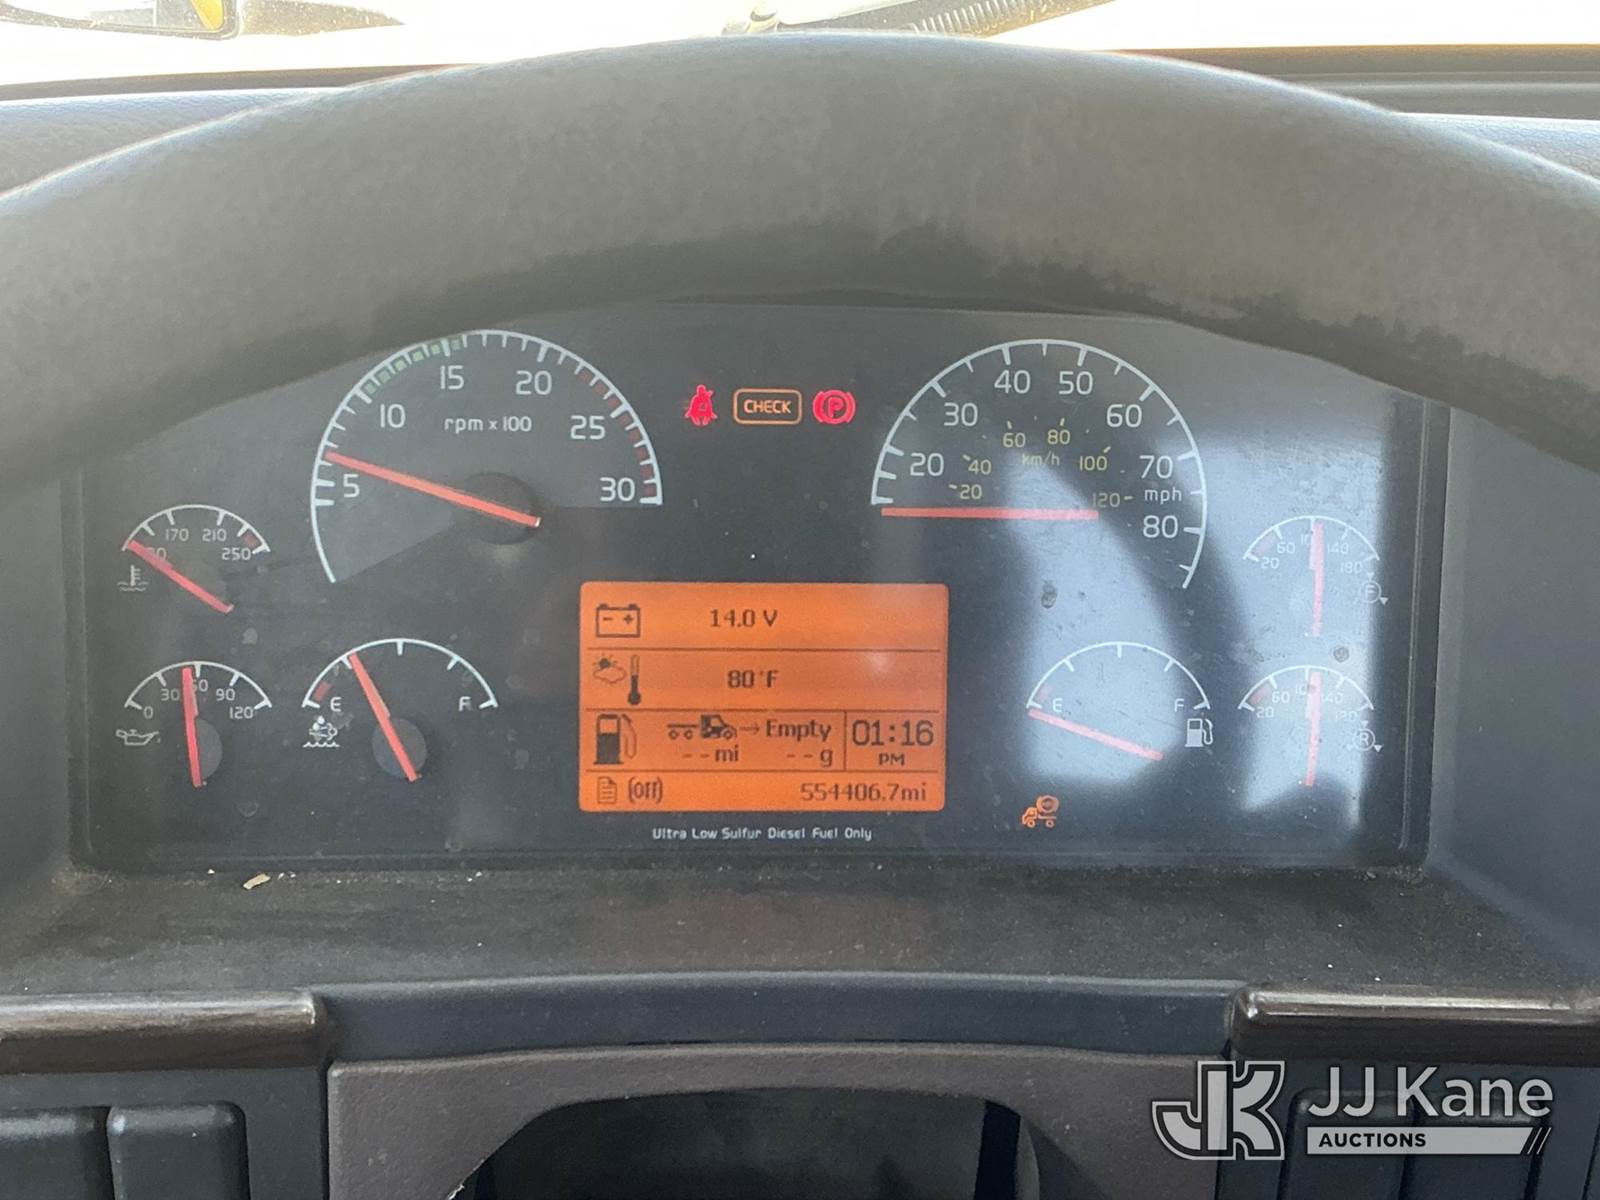 15
20
10
rpm x 100
25
5
30
CHECK
40
50
30
60
60
80
20
40
km/h
100
70
20
120
mph
80
170
210
250
30
90
0
120
E
F
14.0 V
80°F
Empty
--mi
--g
01:16
PM
(Off)
554406.7mi
Ultra Low Sulfur Diesel Fuel Only
E
F
60
140
20
180
F
60
140
20
R
JK
JJ Kane
AUCTIONS